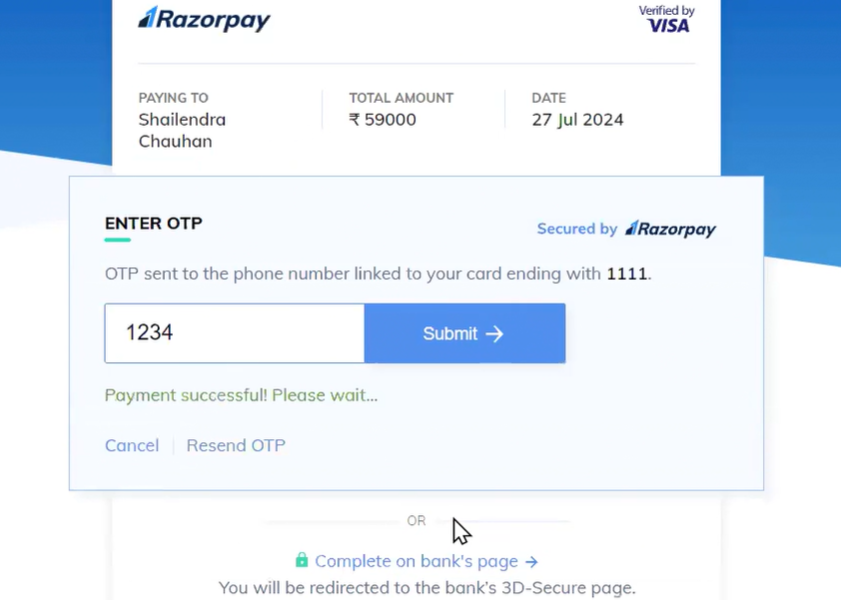 Razorpay
Verified by
VISA
PAYING TO
Shailendra
Chauhan
TOTAL AMOUNT
₹ 59000
DATE
27 Jul 2024
ENTER OTP
Secured by Razorpay
OTP sent to the phone number linked to your card ending with 1111.
1234
Submit →
Payment successful! Please wait...
Cancel | Resend OTP
OR
Complete on bank's page →
You will be redirected to the bank's 3D-Secure page.